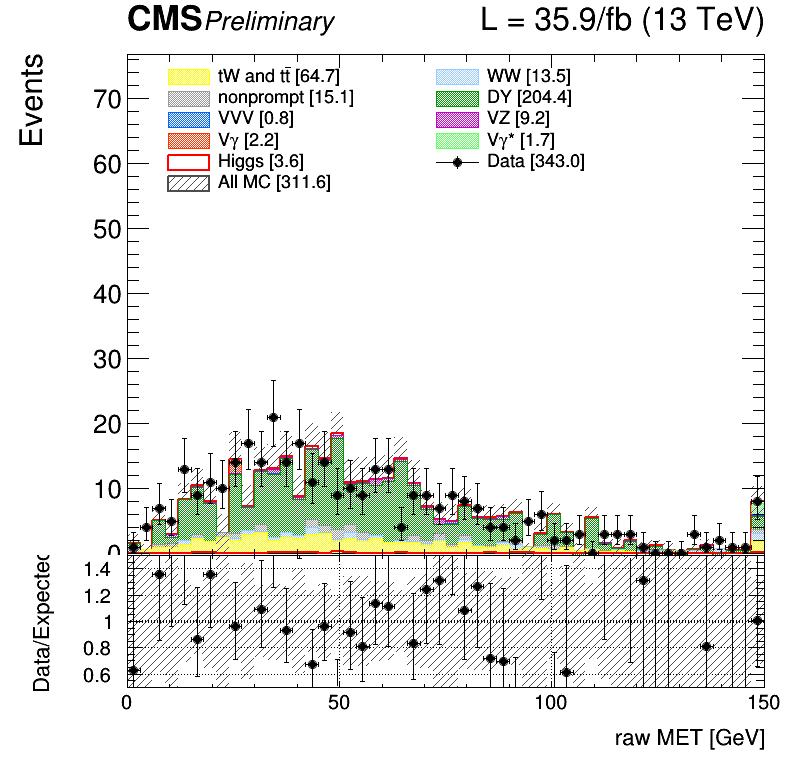 CMS Preliminary L = 35.9/fb (13 TeV)
Events
tW and tt̄ [64.7]
nonprompt [15.1]
VVV [0.8]
Vγ [2.2]
Higgs [3.6]
All MC [311.6]
WW [13.5]
DY [204.4]
VZ [9.2]
Vγ* [1.7]
Data [343.0]
70
60
50
40
30
20
10
0
Data/Expected
1.4
1.2
1
0.8
0.6
0 50 100 150
raw MET [GeV]